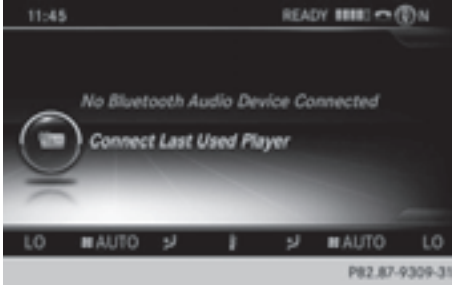 11:45 READY N
No Bluetooth Audio Device Connected
Connect Last Used Player
LO AUTO AUTO LO
P82.87-9309-31